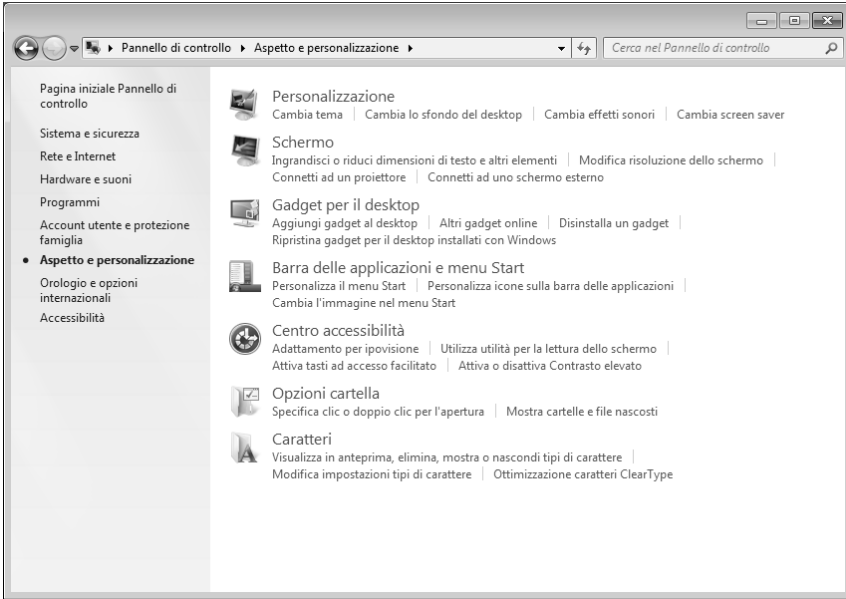 Pannello di controllo Aspetto e personalizzazione
Cerca nel Pannello di controllo
Pagina iniziale Pannello di
controllo
Sistema e sicurezza
Rete e Internet
Hardware e suoni
Programmi
Account utente e protezione
famiglia
Aspetto e personalizzazione
Orologio e opzioni
internazionali
Accessibilità
Personalizzazione
Cambia tema Cambia lo sfondo del desktop Cambia effetti sonori Cambia screen saver
Schermo
Ingrandisci o riduci dimensioni di testo e altri elementi Modifica risoluzione dello schermo
Connetti ad un proiettore Connetti ad uno schermo esterno
Gadget per il desktop
Aggiungi gadget al desktop Altri gadget online Disinstalla un gadget
Ripristina gadget per il desktop installati con Windows
Barra delle applicazioni e menu Start
Personalizza il menu Start Personalizza icone sulla barra delle applicazioni
Cambia l'immagine nel menu Start
Centro accessibilità
Adattamento per ipovisione Utilizza utilità per la lettura dello schermo
Attiva tasti ad accesso facilitato Attiva o disattiva Contrasto elevato
Opzioni cartella
Specifica clic o doppio clic per l'apertura Mostra cartelle e file nascosti
Caratteri
Visualizza in anteprima, elimina, mostra o nascondi tipi di carattere
Modifica impostazioni tipi di carattere Ottimizzazione caratteri ClearType